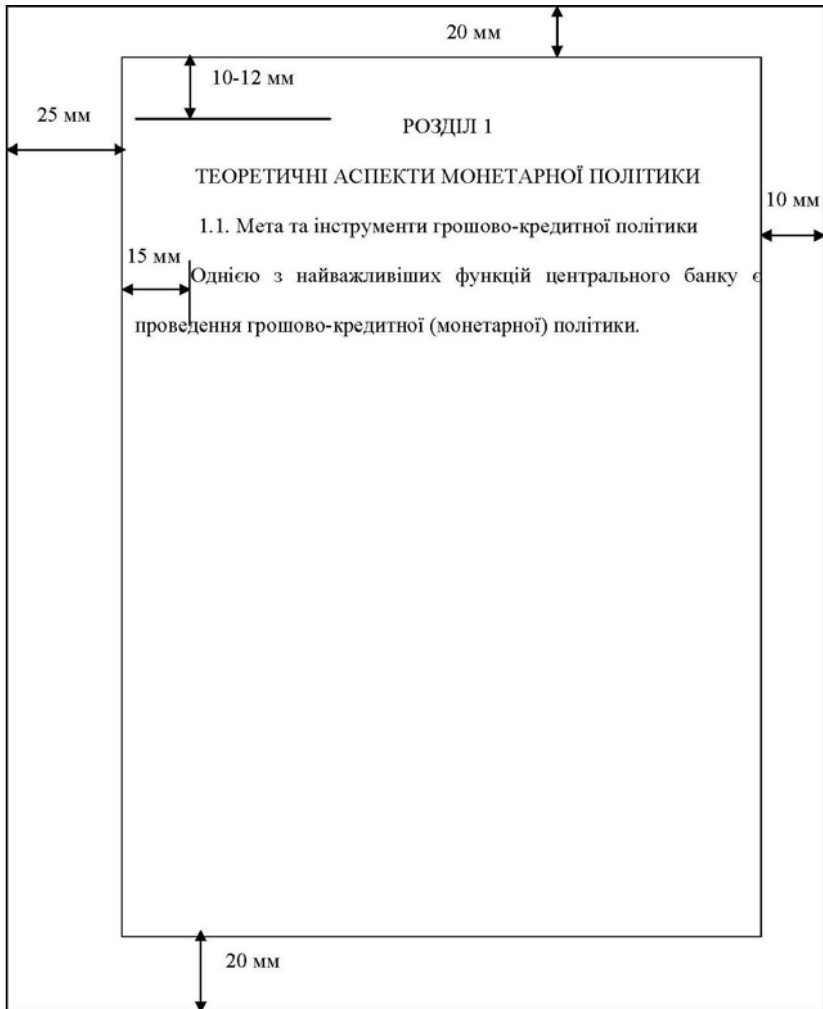 20 мм
10-12 мм
25 мм
РОЗДІЛ 1
ТЕОРЕТИЧНІ АСПЕКТИ МОНЕТАРНОЇ ПОЛІТИКИ
10 мм
1.1. Мета та інструменти грошово-кредитної політики
15 мм
Однією з найважливіших функцій центрального банку є
проведення грошово-кредитної (монетарної) політики.
20 мм